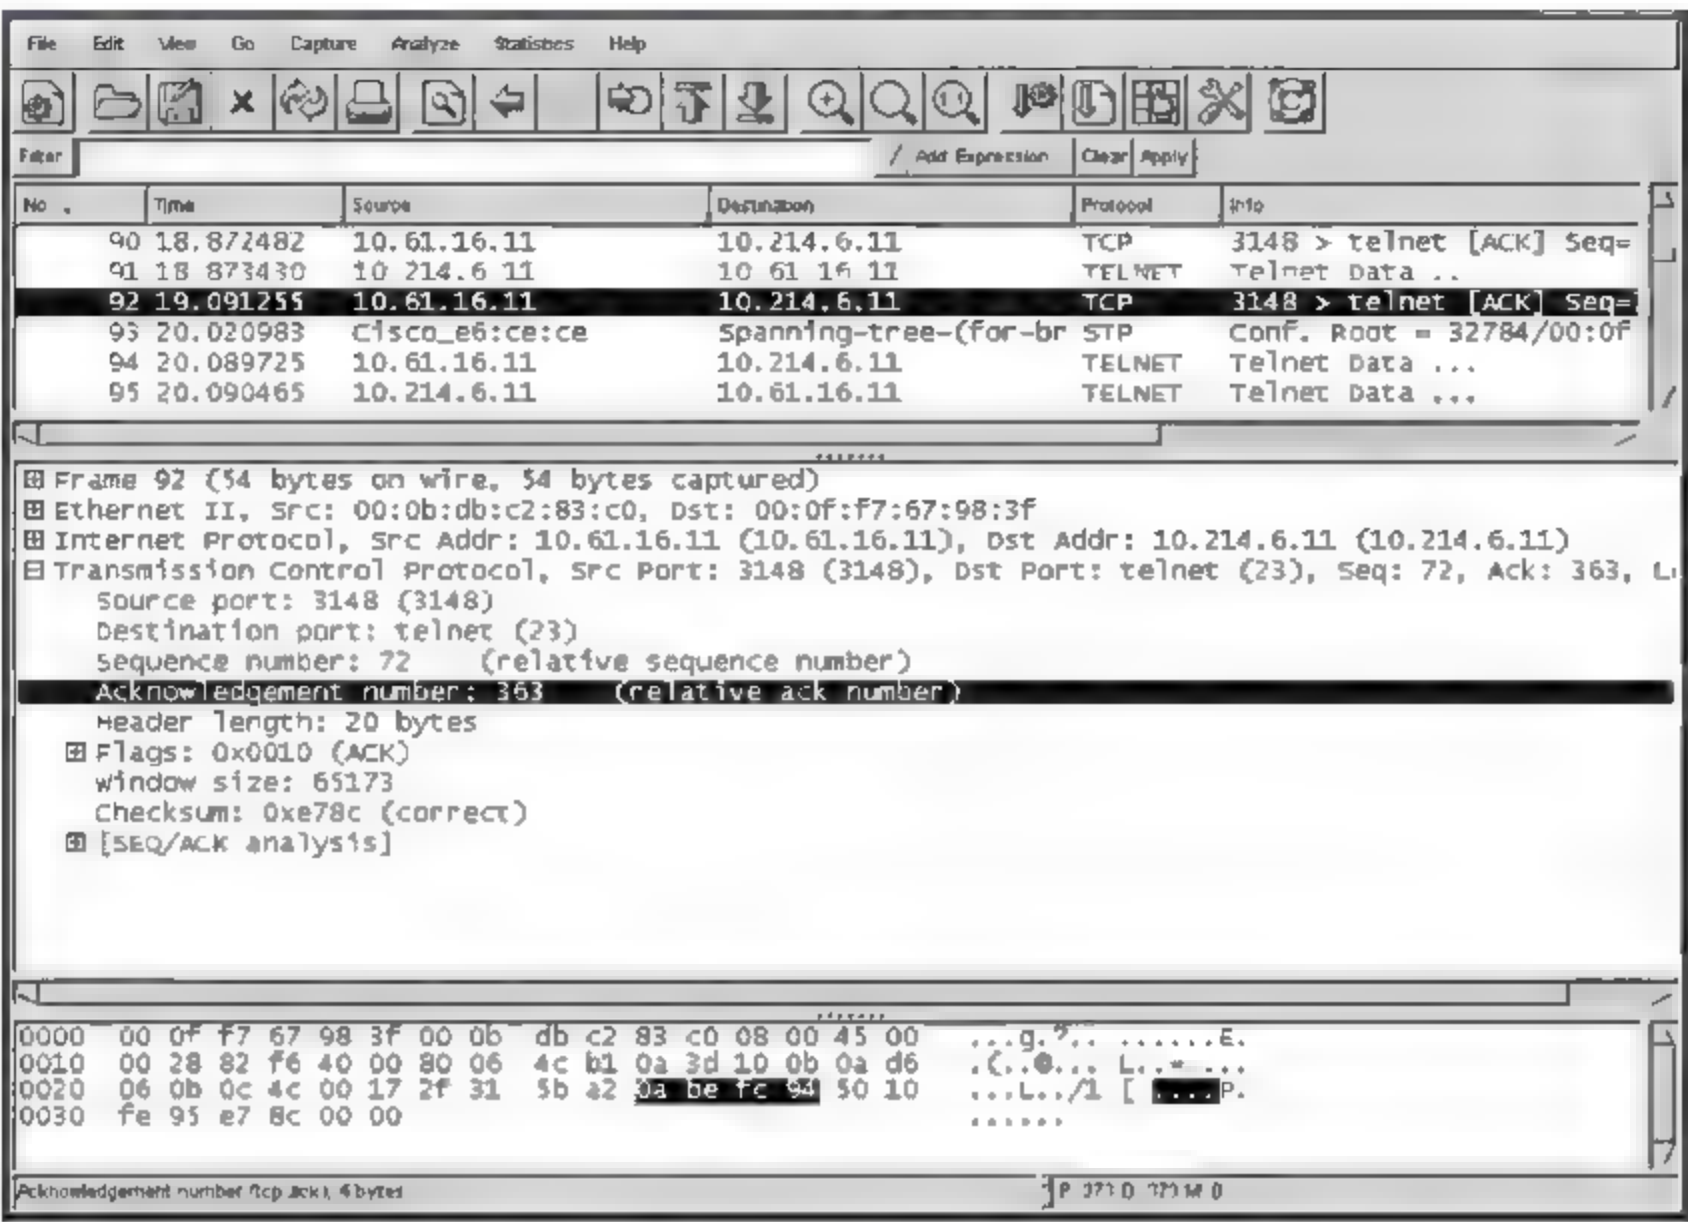 File Edit View Go Capture Analyze Statistics Help
Filter / Add Expression Clear Apply
No . Time Source Destination Protocol Info
90 18.872482 10.61.16.11 10.214.6.11 TCP 3148 > telnet [ACK] Seq=
91 18 873430 10 214.6 11 10 61 16 11 TELNET Telnet Data ..
92 19.091255 10.61.16.11 10.214.6.11 TCP 3148 > telnet [ACK] Seq=
93 20.020983 Cisco_e6:ce:ce Spanning-tree-(for-br STP Conf. Root = 32784/00:0f
94 20.089725 10.61.16.11 10.214.6.11 TELNET Telnet Data ...
95 20.090465 10.214.6.11 10.61.16.11 TELNET Telnet Data ...
Frame 92 (54 bytes on wire, 54 bytes captured)
Ethernet II, Src: 00:0b:db:c2:83:c0, Dst: 00:0f:f7:67:98:3f
Internet Protocol, Src Addr: 10.61.16.11 (10.61.16.11), Dst Addr: 10.214.6.11 (10.214.6.11)
Transmission Control Protocol, Src Port: 3148 (3148), Dst Port: telnet (23), Seq: 72, Ack: 363,
Source port: 3148 (3148)
Destination port: telnet (23)
Sequence number: 72 (relative sequence number)
Acknowledgement number: 363 (relative ack number)
Header length: 20 bytes
Flags: 0x0010 (ACK)
Window size: 65173
Checksum: 0xe78c (correct)
[SEQ/ACK analysis]
0000 00 0f f7 67 98 3f 00 0b db c2 83 c0 08 00 45 00 ...g.?.. ......E.
0010 00 28 82 f6 40 00 80 06 4c b1 0a 3d 10 0b 0a d6 .(..@... L..=....
0020 06 0b 0c 4c 00 17 2f 31 5b a2 0a be fc 94 50 10 ...L../1 [ ....P.
0030 fe 95 e7 8c 00 00 ......
Acknowledgement number (tcp.ack), 4 bytes